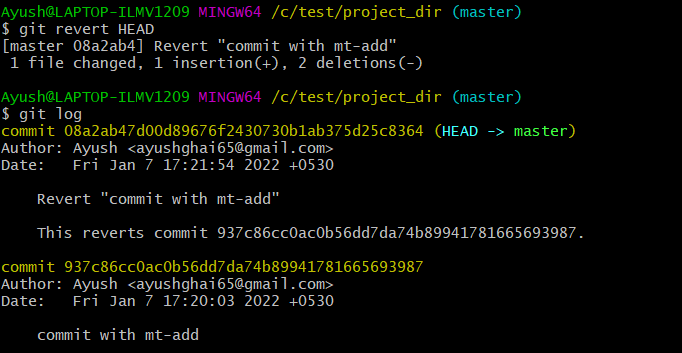 Ayush@LAPTOP-ILMV1209 MINGW64 /c/test/project_dir (master)
$ git revert HEAD
[master 08a2ab4] Revert "commit with mt-add"
 1 file changed, 1 insertion(+), 2 deletions(-)
Ayush@LAPTOP-ILMV1209 MINGW64 /c/test/project_dir (master)
$ git log
commit 08a2ab47d00d89676f2430730b1ab375d25c8364 (HEAD -> master)
Author: Ayush <ayushghai65@gmail.com>
Date:   Fri Jan 7 17:21:54 2022 +0530
    Revert "commit with mt-add"
    This reverts commit 937c86cc0ac0b56dd7da74b89941781665693987.
commit 937c86cc0ac0b56dd7da74b89941781665693987
Author: Ayush <ayushghai65@gmail.com>
Date:   Fri Jan 7 17:20:03 2022 +0530
    commit with mt-add